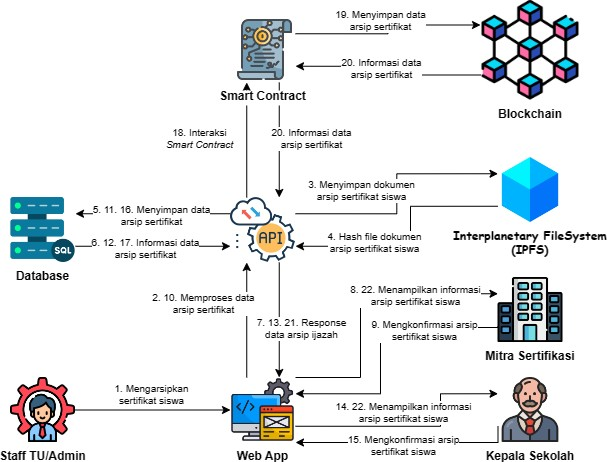 19. Menyimpan data
arsip sertifikat
20. Informasi data
arsip sertifikat
Smart Contract
Blockchain
18. Interaksi
Smart Contract
20. Informasi data
arsip sertifikat
3. Menyimpan dokumen
arsip sertifikat siswa
5. 11. 16. Menyimpan data
arsip sertifikat
API
4. Hash file dokumen
arsip sertifikat siswa
Interplanetary FileSystem
(IPFS)
6. 12. 17. Informasi data
arsip sertifikat
SQL
Database
2. 10. Memproses data
arsip sertifikat
8. 22. Menampilkan informasi
arsip sertifikat siswa
7. 13. 21. Response
data arsip ijazah
9. Mengkonfirmasi arsip
sertifikat siswa
Mitra Sertifikasi
1. Mengarsipkan
sertifikat siswa
</>
14. 22. Menampilkan informasi
arsip sertifikat siswa
15. Mengkonfirmasi arsip
sertifikat siswa
Staff TU/Admin
Web App
Kepala Sekolah